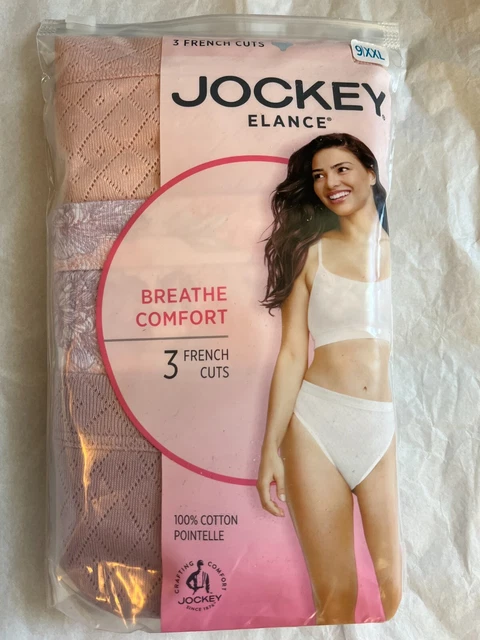 3 FRENCH CUTS
9|XXL
JOCKEY
ELANCE®
BREATHE
COMFORT
3 FRENCH
CUTS
100% COTTON
POINTELLE
CRAFTING COMFORT
JOCKEY
SINCE 1876